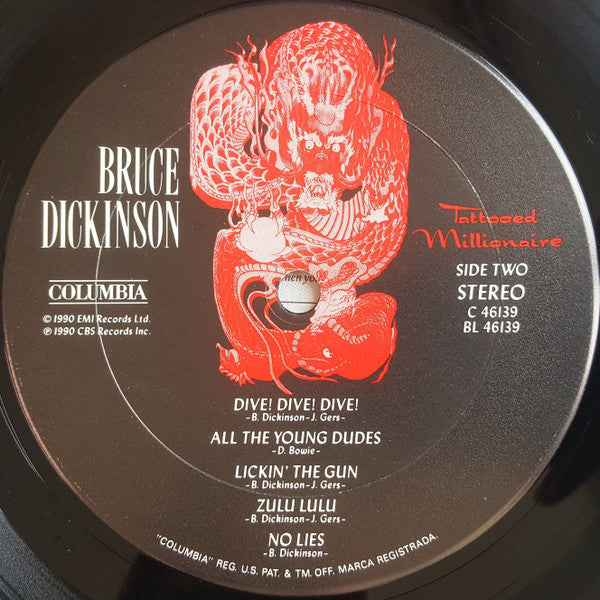 BRUCE
DICKINSON
Tattooed
Millionaire
COLUMBIA
© 1990 EMI Records Ltd.
℗ 1990 CBS Records Inc.
SIDE TWO
STEREO
C 46139
BL 46139
DIVE! DIVE! DIVE!
-B. Dickinson-J. Gers-
ALL THE YOUNG DUDES
-D. Bowie-
LICKIN' THE GUN
-B. Dickinson-J. Gers-
ZULU LULU
-B. Dickinson-J. Gers-
NO LIES
-B. Dickinson-
"COLUMBIA" REG. U.S. PAT. & TM. OFF. MARCA REGISTRADA.